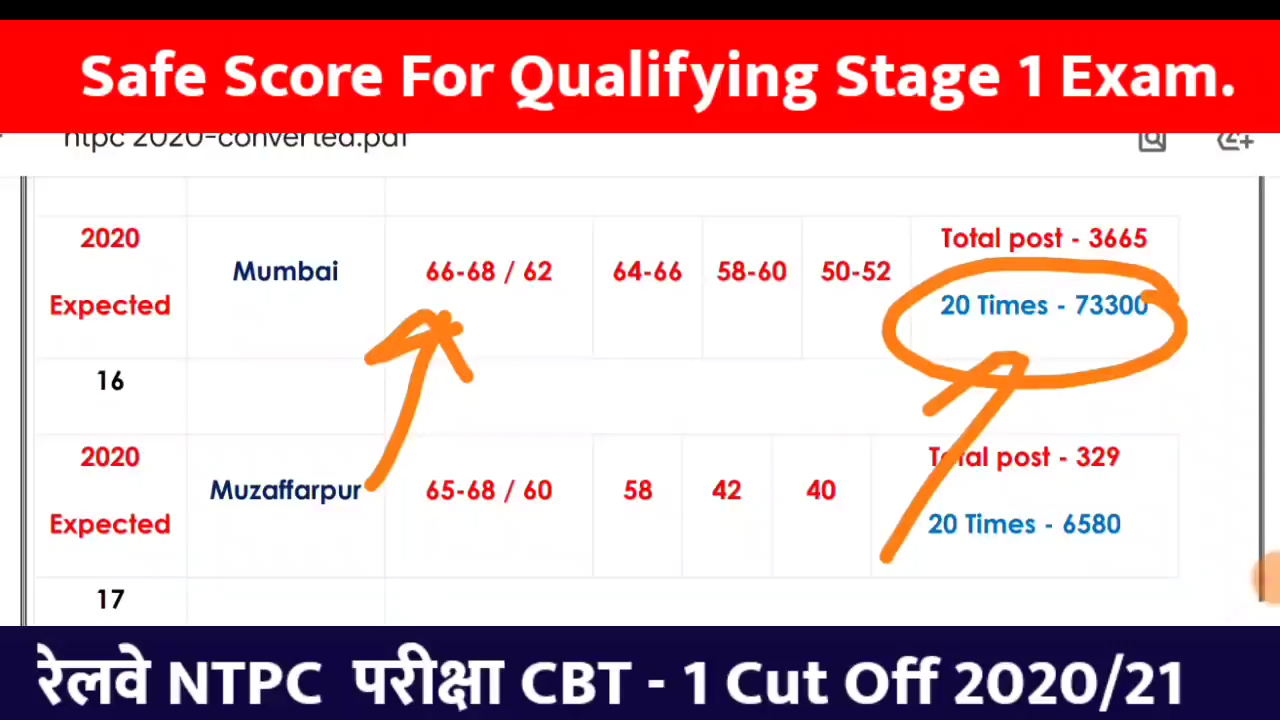 Safe Score For Qualifying Stage 1 Exam.
ntpc 2020-converted.pdf
2020 Expected
Mumbai
66-68 / 62
64-66
58-60
50-52
Total post - 3665
20 Times - 73300
16
2020 Expected
Muzaffarpur
65-68 / 60
58
42
40
Total post - 329
20 Times - 6580
17
रेलवे NTPC परीक्षा CBT - 1 Cut Off 2020/21